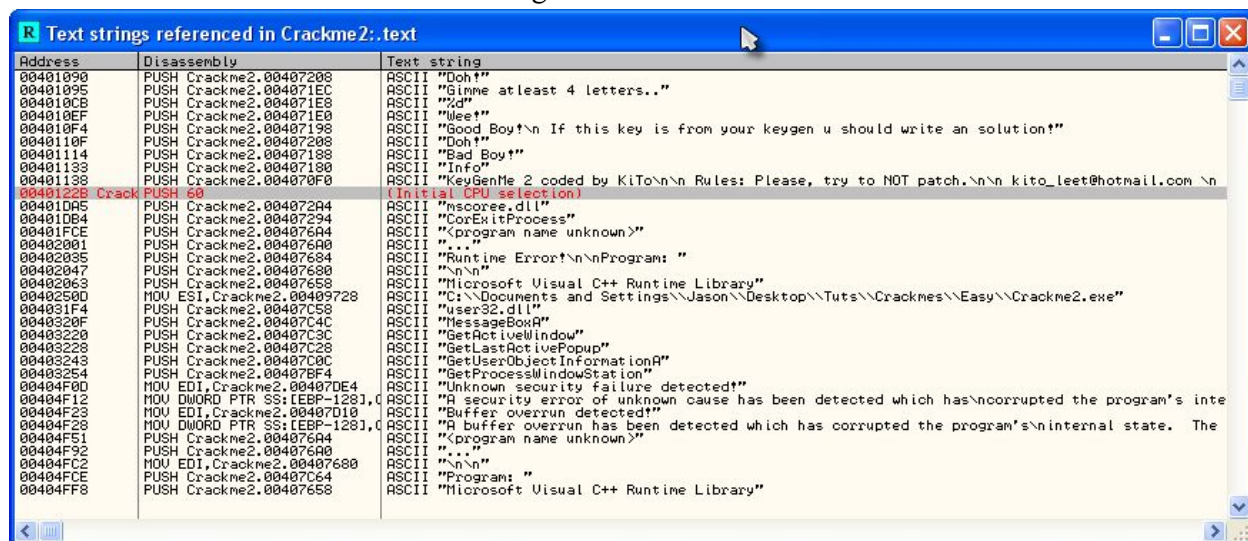 R Text strings referenced in Crackme2:.text
Address Disassembly Text string
00401090 PUSH Crackme2.00407208 ASCII "Doh!"
00401095 PUSH Crackme2.004071EC ASCII "Gimme atleast 4 letters.."
004010CB PUSH Crackme2.004071E8 ASCII "%d"
004010EF PUSH Crackme2.004071E0 ASCII "Wee!"
004010F4 PUSH Crackme2.00407198 ASCII "Good Boy!\n If this key is from your keygen u should write an solution!"
0040110F PUSH Crackme2.00407208 ASCII "Doh!"
00401114 PUSH Crackme2.00407188 ASCII "Bad Boy!"
00401133 PUSH Crackme2.00407180 ASCII "Info"
00401138 PUSH Crackme2.004070F0 ASCII "KeyGenMe 2 coded by KiTo\n\n Rules: Please, try to NOT patch.\n\n kito_leet@hotmail.com \n
0040122B Crack PUSH 60 (Initial CPU selection)
00401DA5 PUSH Crackme2.004072A4 ASCII "mscoree.dll"
00401DB4 PUSH Crackme2.00407294 ASCII "CorExitProcess"
00401FCE PUSH Crackme2.004076A4 ASCII "<program name unknown>"
00402001 PUSH Crackme2.004076A0 ASCII "..."
00402035 PUSH Crackme2.00407684 ASCII "Runtime Error!\n\nProgram: "
00402047 PUSH Crackme2.00407680 ASCII "\n\n"
00402063 PUSH Crackme2.00407658 ASCII "Microsoft Visual C++ Runtime Library"
0040250D MOV ESI,Crackme2.00409728 ASCII "C:\\Documents and Settings\\Jason\\Desktop\\Tuts\\Crackmes\\Easy\\Crackme2.exe"
004031F4 PUSH Crackme2.00407C58 ASCII "user32.dll"
0040320F PUSH Crackme2.00407C4C ASCII "MessageBoxA"
00403220 PUSH Crackme2.00407C3C ASCII "GetActiveWindow"
00403228 PUSH Crackme2.00407C28 ASCII "GetLastActivePopup"
00403243 PUSH Crackme2.00407C0C ASCII "GetUserObjectInformationA"
00403254 PUSH Crackme2.00407BF4 ASCII "GetProcessWindowStation"
00404F0D MOV EDI,Crackme2.00407DE4 ASCII "Unknown security failure detected!"
00404F12 MOV DWORD PTR SS:[EBP-128],C ASCII "A security error of unknown cause has been detected which has\ncorrupted the program's inte
00404F23 MOV EDI,Crackme2.00407D10 ASCII "Buffer overrun detected!"
00404F28 MOV DWORD PTR SS:[EBP-128],C ASCII "A buffer overrun has been detected which has corrupted the program's\ninternal state. The
00404F51 PUSH Crackme2.004076A4 ASCII "<program name unknown>"
00404F92 PUSH Crackme2.004076A0 ASCII "..."
00404FC2 MOV EDI,Crackme2.00407680 ASCII "\n\n"
00404FCE PUSH Crackme2.00407C64 ASCII "Program: "
00404FF8 PUSH Crackme2.00407658 ASCII "Microsoft Visual C++ Runtime Library"